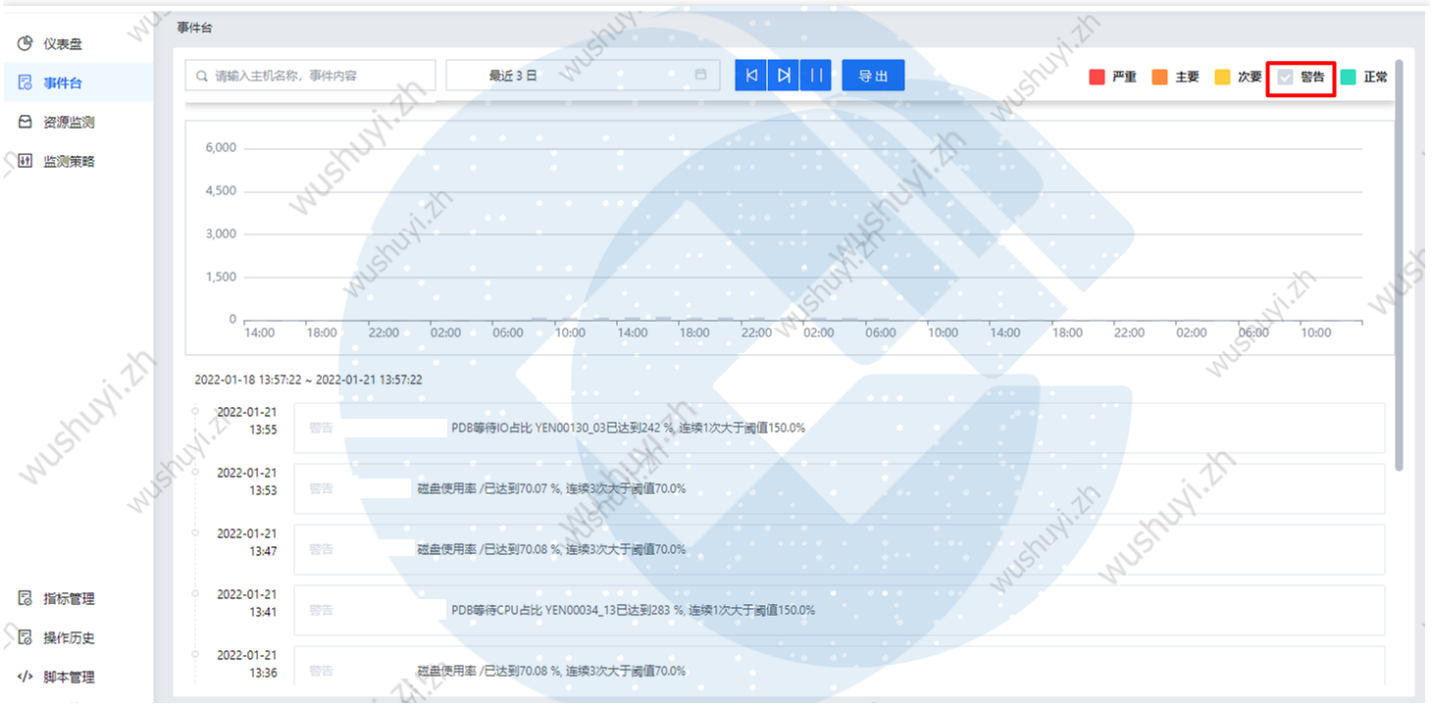 事件台
仪表盘
事件台
资源监测
监测策略
指标管理
操作历史
脚本管理
请输入主机名称，事件内容
最近 3 日
导出
严重
主要
次要
警告
正常
6,000
4,500
3,000
1,500
0
14:00 18:00 22:00 02:00 06:00 10:00 14:00 18:00 22:00 02:00 06:00 10:00 14:00 18:00 22:00 02:00 06:00 10:00
2022-01-18 13:57:22 ~ 2022-01-21 13:57:22
2022-01-21
13:55
警告 PDB等待IO占比 YEN00130_03已达到242 %, 连续1次大于阈值150.0%
2022-01-21
13:53
警告 磁盘使用率 /已达到70.07 %, 连续3次大于阈值70.0%
2022-01-21
13:47
警告 磁盘使用率 /已达到70.08 %, 连续3次大于阈值70.0%
2022-01-21
13:41
警告 PDB等待CPU占比 YEN00034_13已达到283 %, 连续1次大于阈值150.0%
2022-01-21
13:36
警告 磁盘使用率 /已达到70.08 %, 连续3次大于阈值70.0%
wushuyi.zh